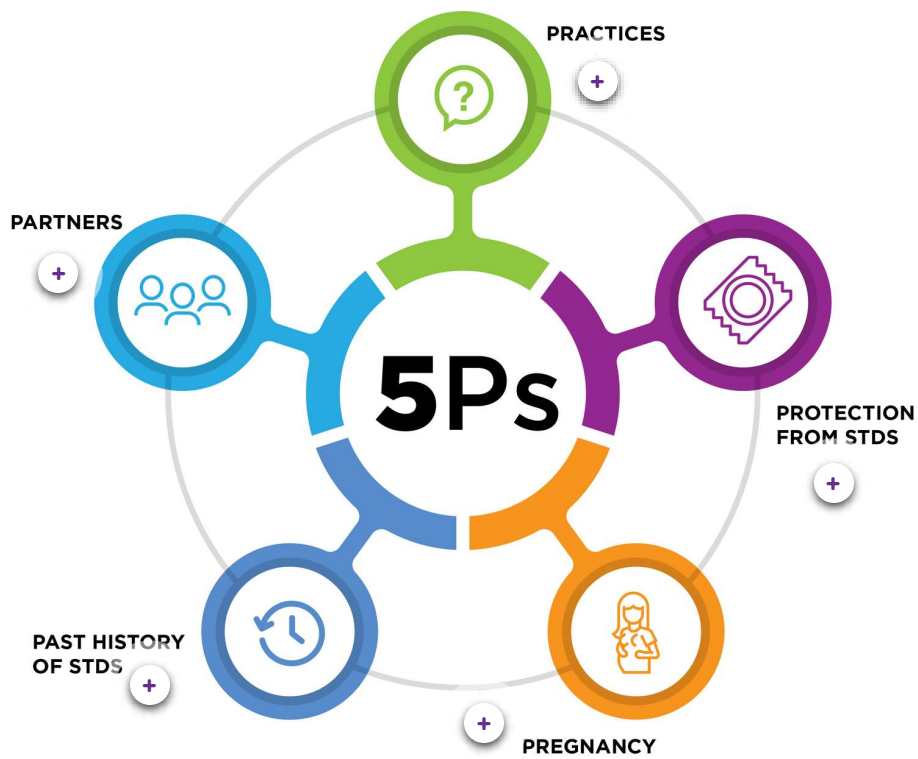 PRACTICES
+
?
PARTNERS
+
5Ps
PROTECTION
FROM STDS
+
PAST HISTORY
OF STDS
+
+
PREGNANCY